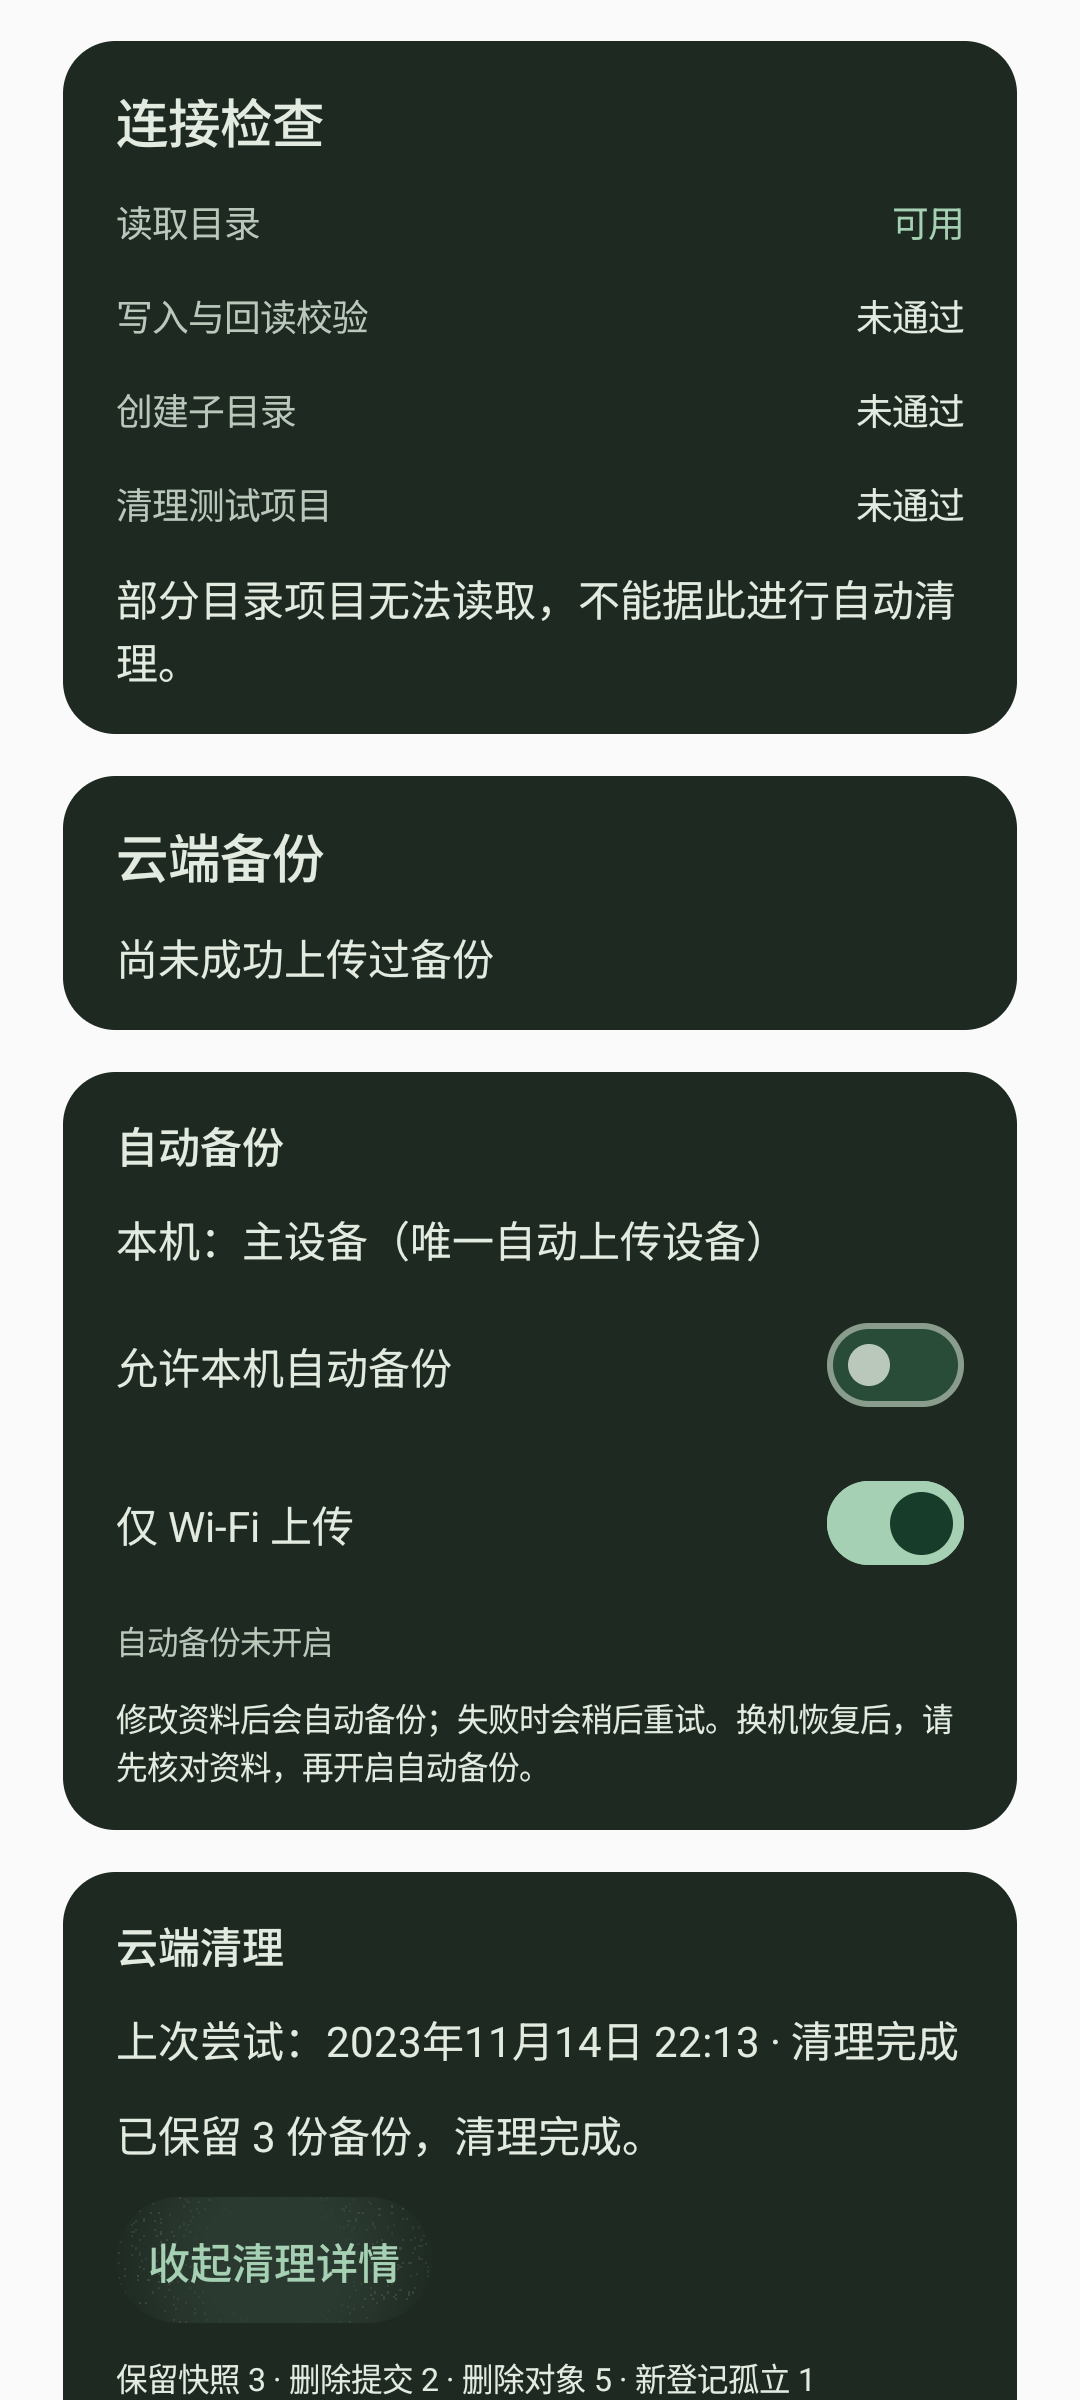 连接检查
读取目录 可用
写入与回读校验 未通过
创建子目录 未通过
清理测试项目 未通过
部分目录项目无法读取，不能据此进行自动清
理。
云端备份
尚未成功上传过备份
自动备份
本机：主设备（唯一自动上传设备）
允许本机自动备份
仅 Wi-Fi 上传
自动备份未开启
修改资料后会自动备份；失败时会稍后重试。换机恢复后，请
先核对资料，再开启自动备份。
云端清理
上次尝试：2023年11月14日 22:13 · 清理完成
已保留 3 份备份，清理完成。
收起清理详情
保留快照 3 · 删除提交 2 · 删除对象 5 · 新登记孤立 1